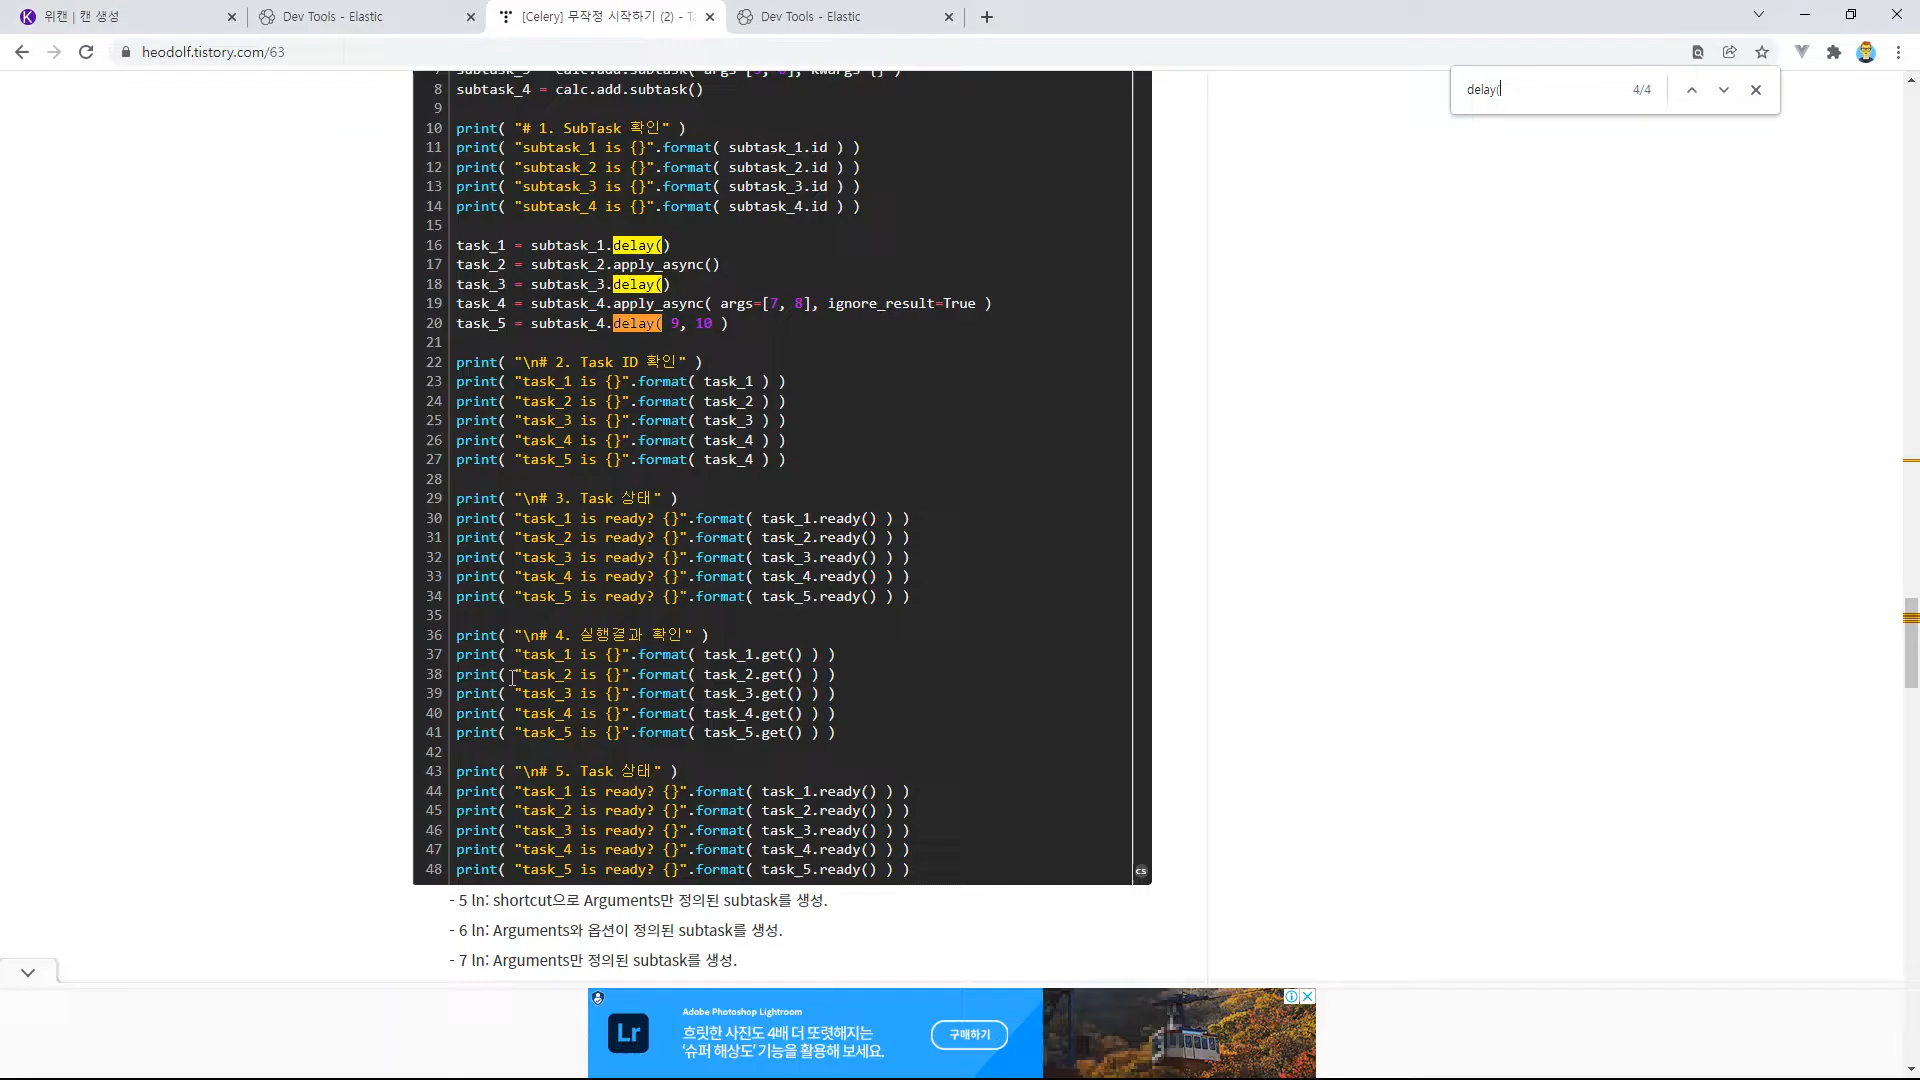 위캔 | 캔 생성
Dev Tools - Elastic
[Celery] 무작정 시작하기 (2) - Ta
Dev Tools - Elastic
heodolf.tistory.com/63
delay(
4/4
8 subtask_4 = calc.add.subtask()
9
10 print( "# 1. SubTask 확인" )
11 print( "subtask_1 is {}".format( subtask_1.id ) )
12 print( "subtask_2 is {}".format( subtask_2.id ) )
13 print( "subtask_3 is {}".format( subtask_3.id ) )
14 print( "subtask_4 is {}".format( subtask_4.id ) )
15
16 task_1 = subtask_1.delay()
17 task_2 = subtask_2.apply_async()
18 task_3 = subtask_3.delay()
19 task_4 = subtask_4.apply_async( args=[7, 8], ignore_result=True )
20 task_5 = subtask_4.delay( 9, 10 )
21
22 print( "\n# 2. Task ID 확인" )
23 print( "task_1 is {}".format( task_1 ) )
24 print( "task_2 is {}".format( task_2 ) )
25 print( "task_3 is {}".format( task_3 ) )
26 print( "task_4 is {}".format( task_4 ) )
27 print( "task_5 is {}".format( task_4 ) )
28
29 print( "\n# 3. Task 상태" )
30 print( "task_1 is ready? {}".format( task_1.ready() ) )
31 print( "task_2 is ready? {}".format( task_2.ready() ) )
32 print( "task_3 is ready? {}".format( task_3.ready() ) )
33 print( "task_4 is ready? {}".format( task_4.ready() ) )
34 print( "task_5 is ready? {}".format( task_5.ready() ) )
35
36 print( "\n# 4. 실행결과 확인" )
37 print( "task_1 is {}".format( task_1.get() ) )
38 print( "task_2 is {}".format( task_2.get() ) )
39 print( "task_3 is {}".format( task_3.get() ) )
40 print( "task_4 is {}".format( task_4.get() ) )
41 print( "task_5 is {}".format( task_5.get() ) )
42
43 print( "\n# 5. Task 상태" )
44 print( "task_1 is ready? {}".format( task_1.ready() ) )
45 print( "task_2 is ready? {}".format( task_2.ready() ) )
46 print( "task_3 is ready? {}".format( task_3.ready() ) )
47 print( "task_4 is ready? {}".format( task_4.ready() ) )
48 print( "task_5 is ready? {}".format( task_5.ready() ) )
cs
- 5 ln: shortcut으로 Arguments만 정의된 subtask를 생성.
- 6 ln: Arguments와 옵션이 정의된 subtask를 생성.
- 7 ln: Arguments만 정의된 subtask를 생성.
Lr
Adobe Photoshop Lightroom
흐릿한 사진도 4배 더 또렷해지는
'슈퍼 해상도' 기능을 활용해 보세요.
구매하기